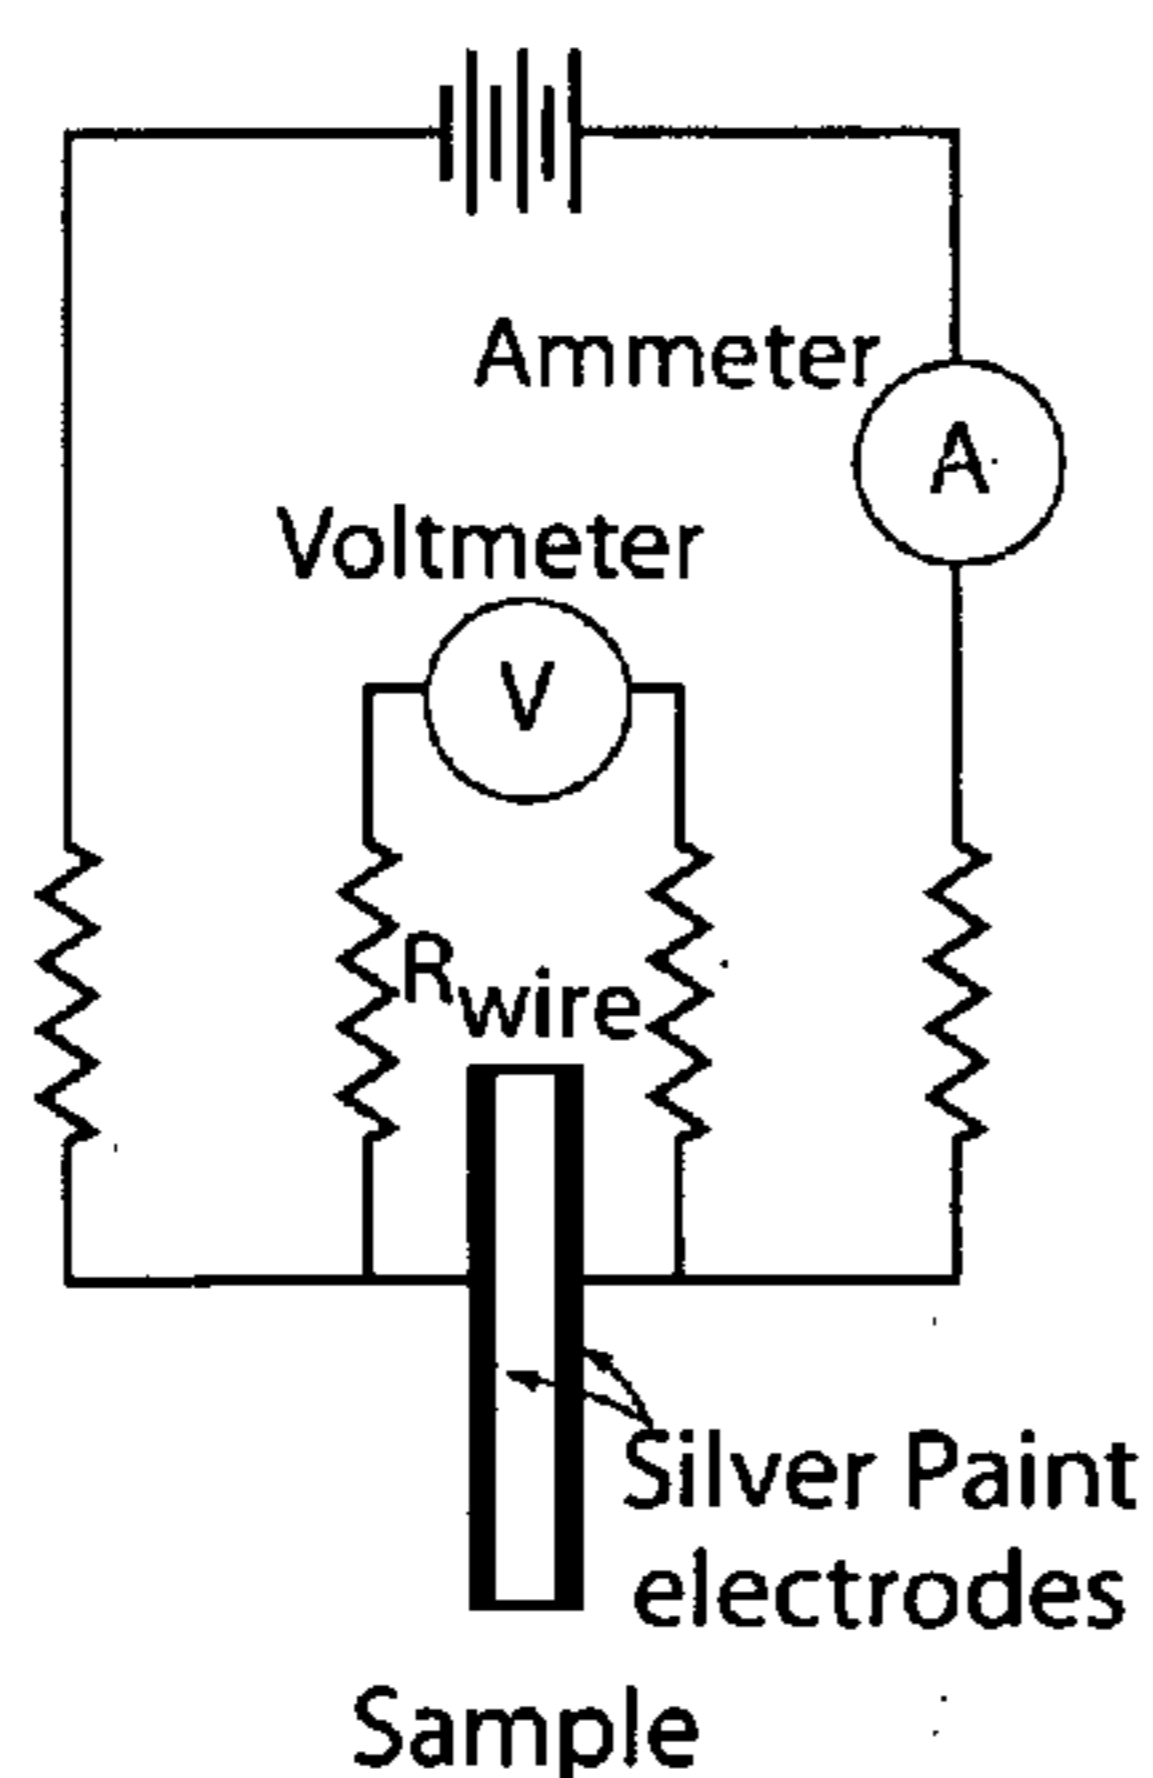 Ammeter
A
Voltmeter
V
Rwire
Silver Paint
electrodes
Sample